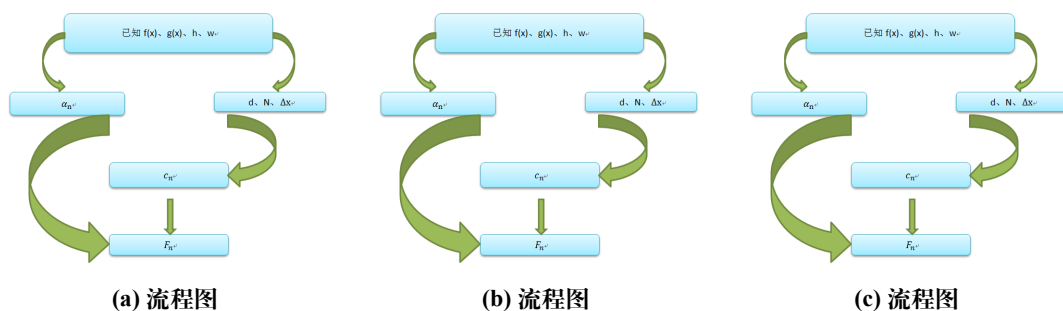 已知 f(x)、g(x)、h、w
αn
d、N、Δx
cn
Fn
(a) 流程图
已知 f(x)、g(x)、h、w
αn
d、N、Δx
cn
Fn
(b) 流程图
已知 f(x)、g(x)、h、w
αn
d、N、Δx
cn
Fn
(c) 流程图